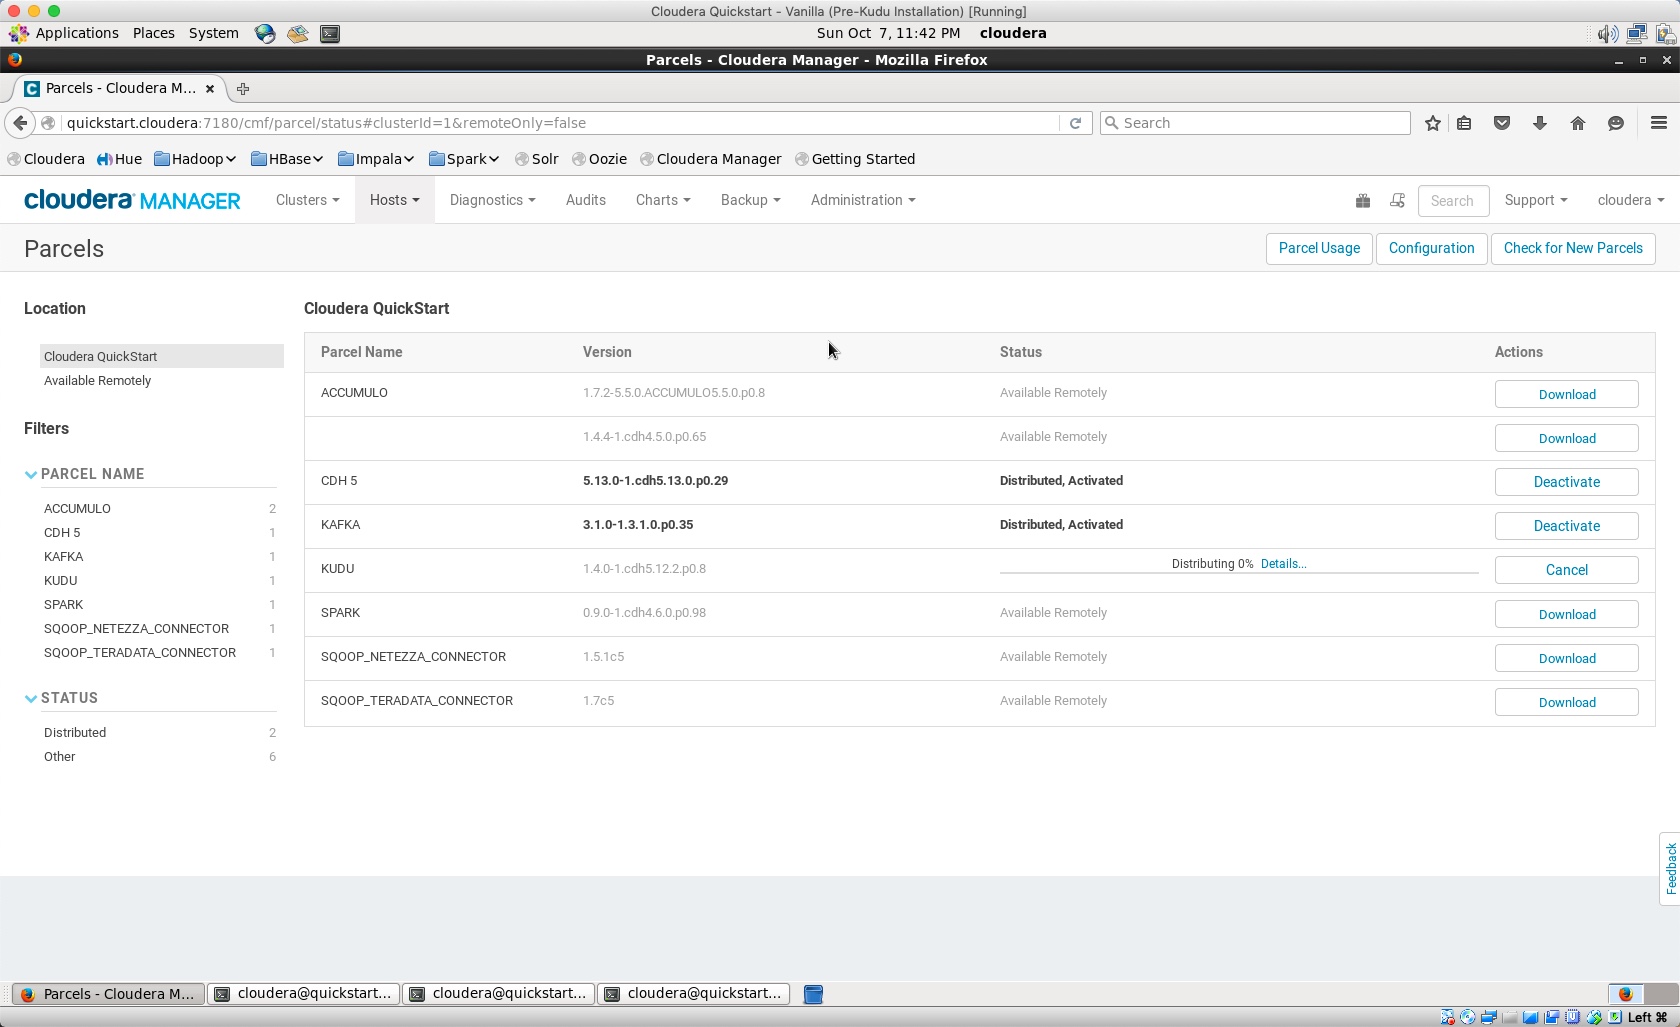 Cloudera Quickstart - Vanilla (Pre-Kudu Installation) [Running]
Applications Places System Sun Oct 7, 11:42 PM cloudera
Parcels - Cloudera Manager - Mozilla Firefox
Parcels - Cloudera M...
quickstart.cloudera:7180/cmf/parcel/status#clusterId=1&remoteOnly=false Search
Cloudera Hue Hadoop HBase Impala Spark Solr Oozie Cloudera Manager Getting Started
cloudera MANAGER Clusters Hosts Diagnostics Audits Charts Backup Administration Search Support cloudera
Parcels Parcel Usage Configuration Check for New Parcels
Location
Cloudera QuickStart
Available Remotely
Filters
PARCEL NAME
ACCUMULO 2
CDH 5 1
KAFKA 1
KUDU 1
SPARK 1
SQOOP_NETEZZA_CONNECTOR 1
SQOOP_TERADATA_CONNECTOR 1
STATUS
Distributed 2
Other 6
Cloudera QuickStart
Parcel Name Version Status Actions
ACCUMULO 1.7.2-5.5.0.ACCUMULO5.5.0.p0.8 Available Remotely Download
1.4.4-1.cdh4.5.0.p0.65 Available Remotely Download
CDH 5 5.13.0-1.cdh5.13.0.p0.29 Distributed, Activated Deactivate
KAFKA 3.1.0-1.3.1.0.p0.35 Distributed, Activated Deactivate
KUDU 1.4.0-1.cdh5.12.2.p0.8 Distributing 0% Details... Cancel
SPARK 0.9.0-1.cdh4.6.0.p0.98 Available Remotely Download
SQOOP_NETEZZA_CONNECTOR 1.5.1c5 Available Remotely Download
SQOOP_TERADATA_CONNECTOR 1.7c5 Available Remotely Download
Feedback
Parcels - Cloudera M... cloudera@quickstart... cloudera@quickstart... cloudera@quickstart...
Left ⌘